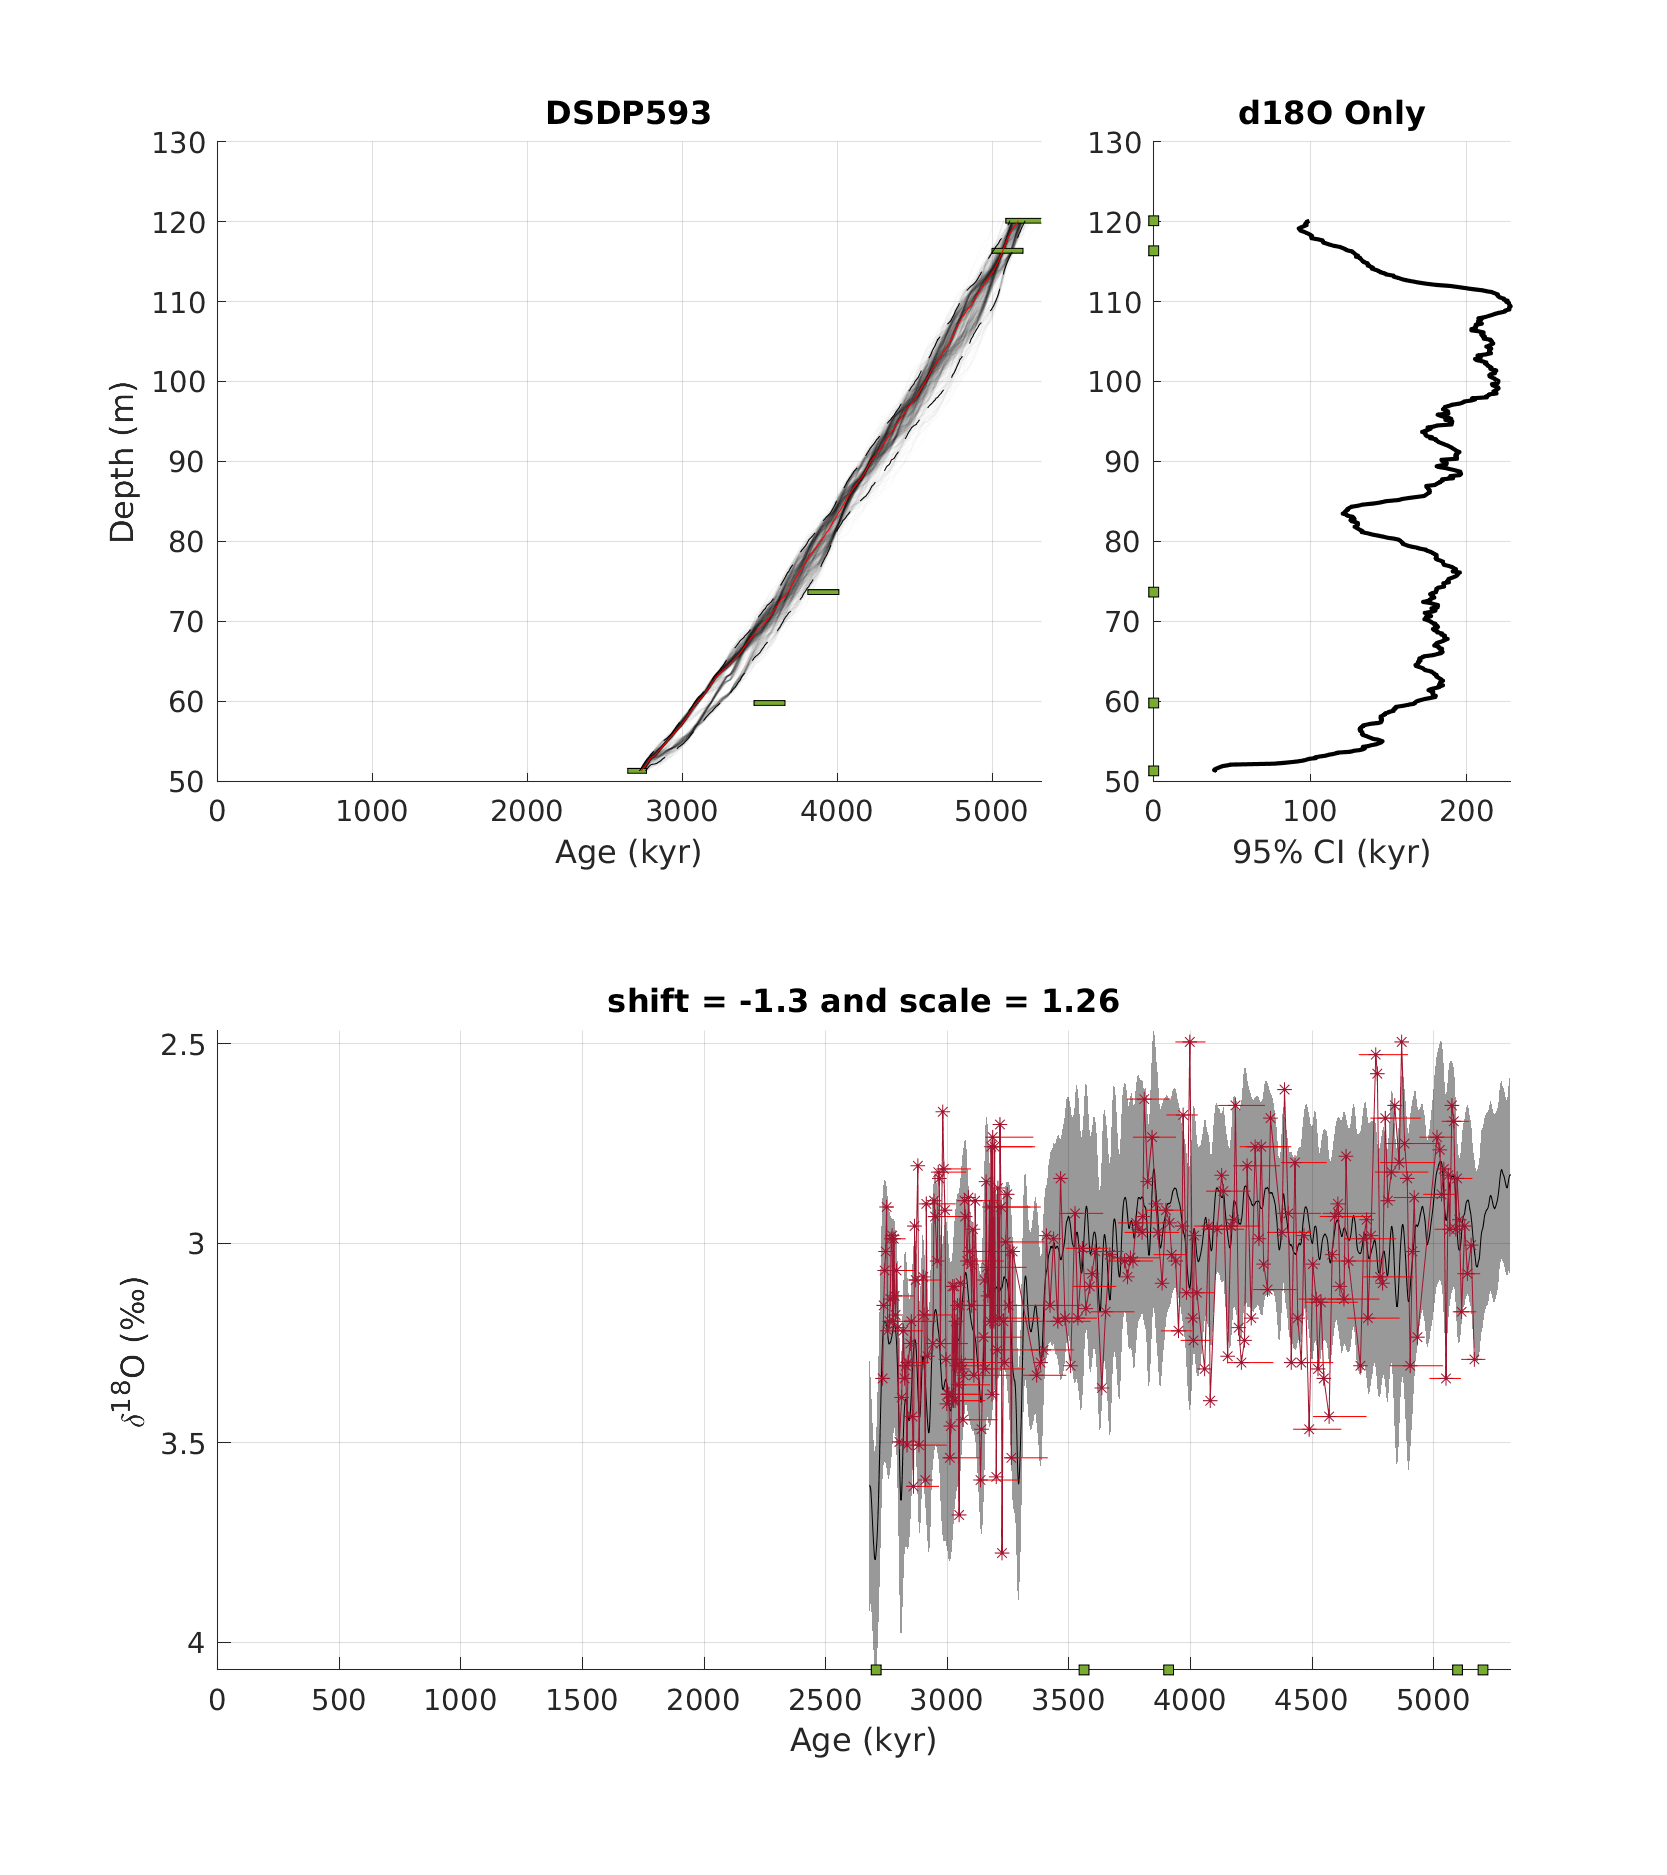 DSDP593
130
120
110
100
90
80
70
60
50
Depth (m)
0 1000 2000 3000 4000 5000
Age (kyr)
d18O Only
130
120
110
100
90
80
70
60
50
0 100 200
95% CI (kyr)
shift = -1.3 and scale = 1.26
2.5
3
3.5
4
δ18O (‰)
0 500 1000 1500 2000 2500 3000 3500 4000 4500 5000
Age (kyr)